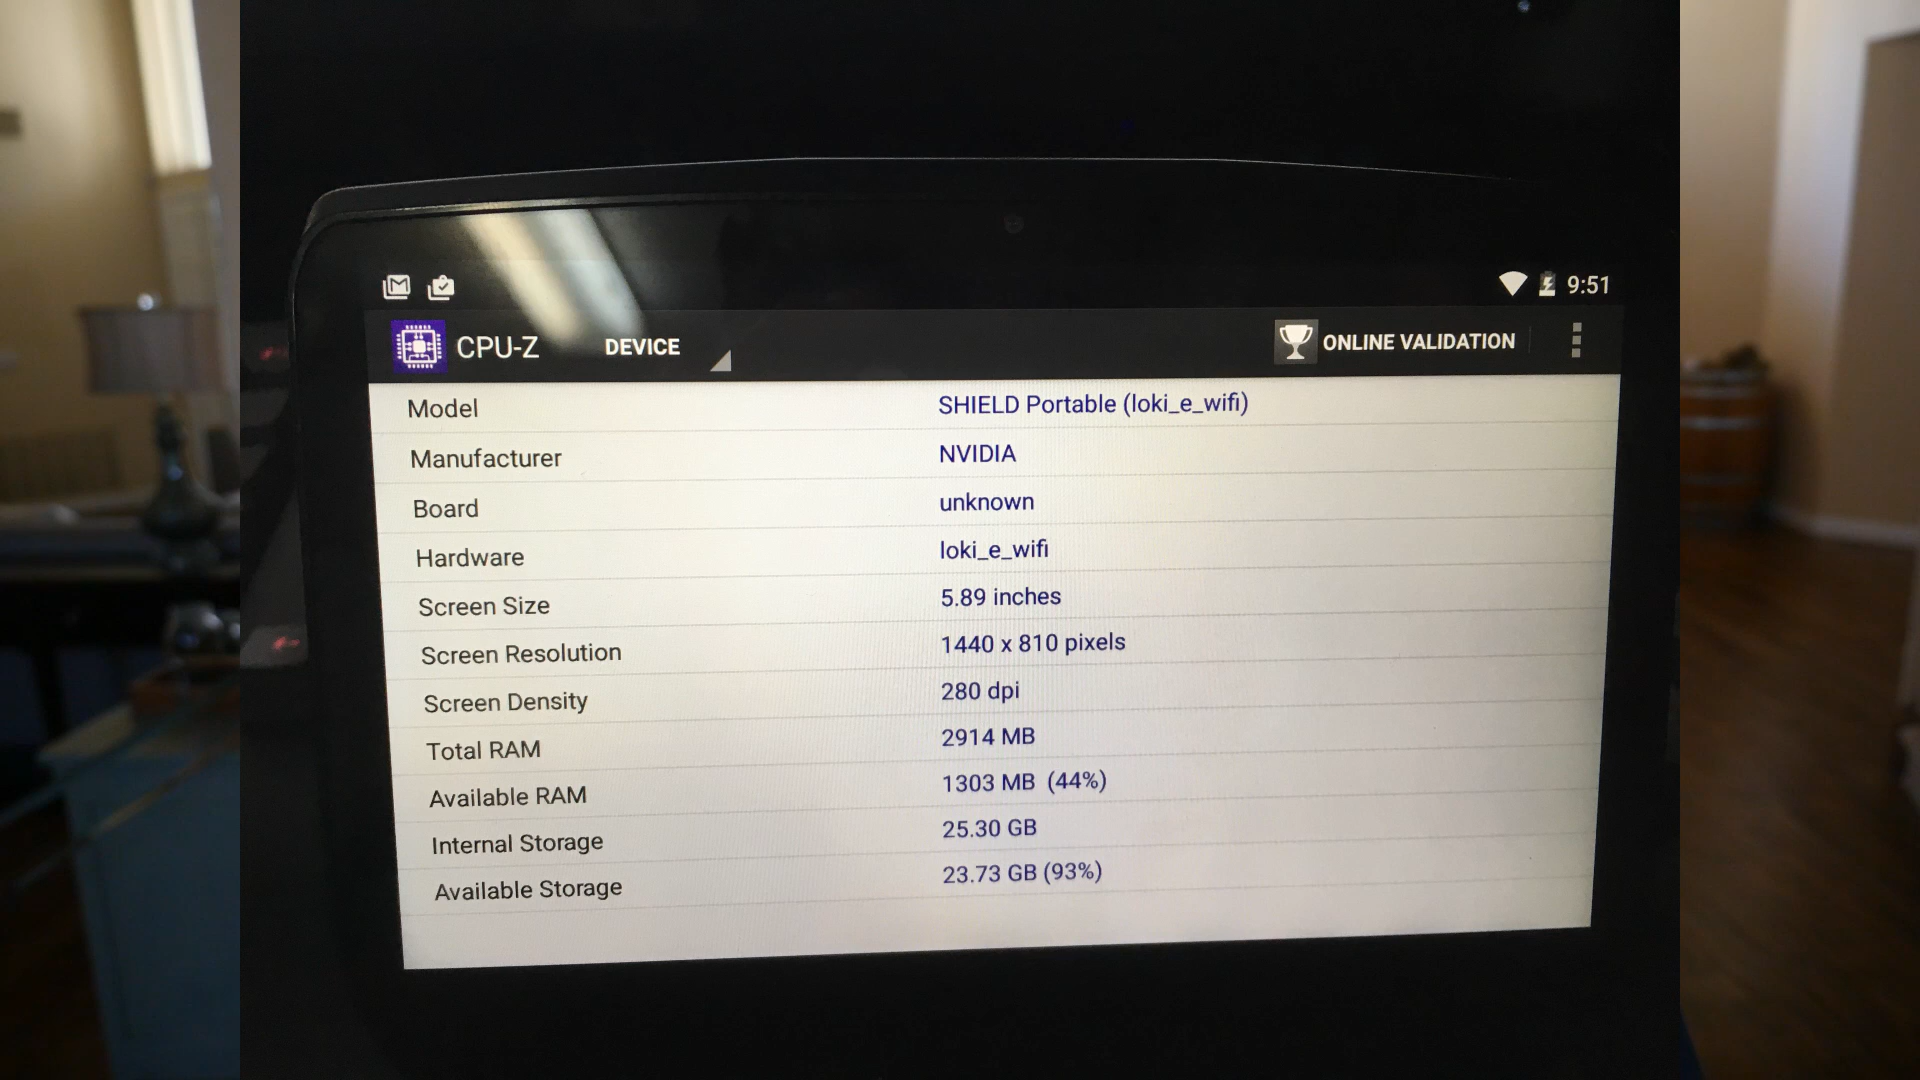 9:51
CPU-Z DEVICE ONLINE VALIDATION
Model SHIELD Portable (loki_e_wifi)
Manufacturer NVIDIA
Board unknown
Hardware loki_e_wifi
Screen Size 5.89 inches
Screen Resolution 1440 x 810 pixels
Screen Density 280 dpi
Total RAM 2914 MB
Available RAM 1303 MB (44%)
Internal Storage 25.30 GB
Available Storage 23.73 GB (93%)